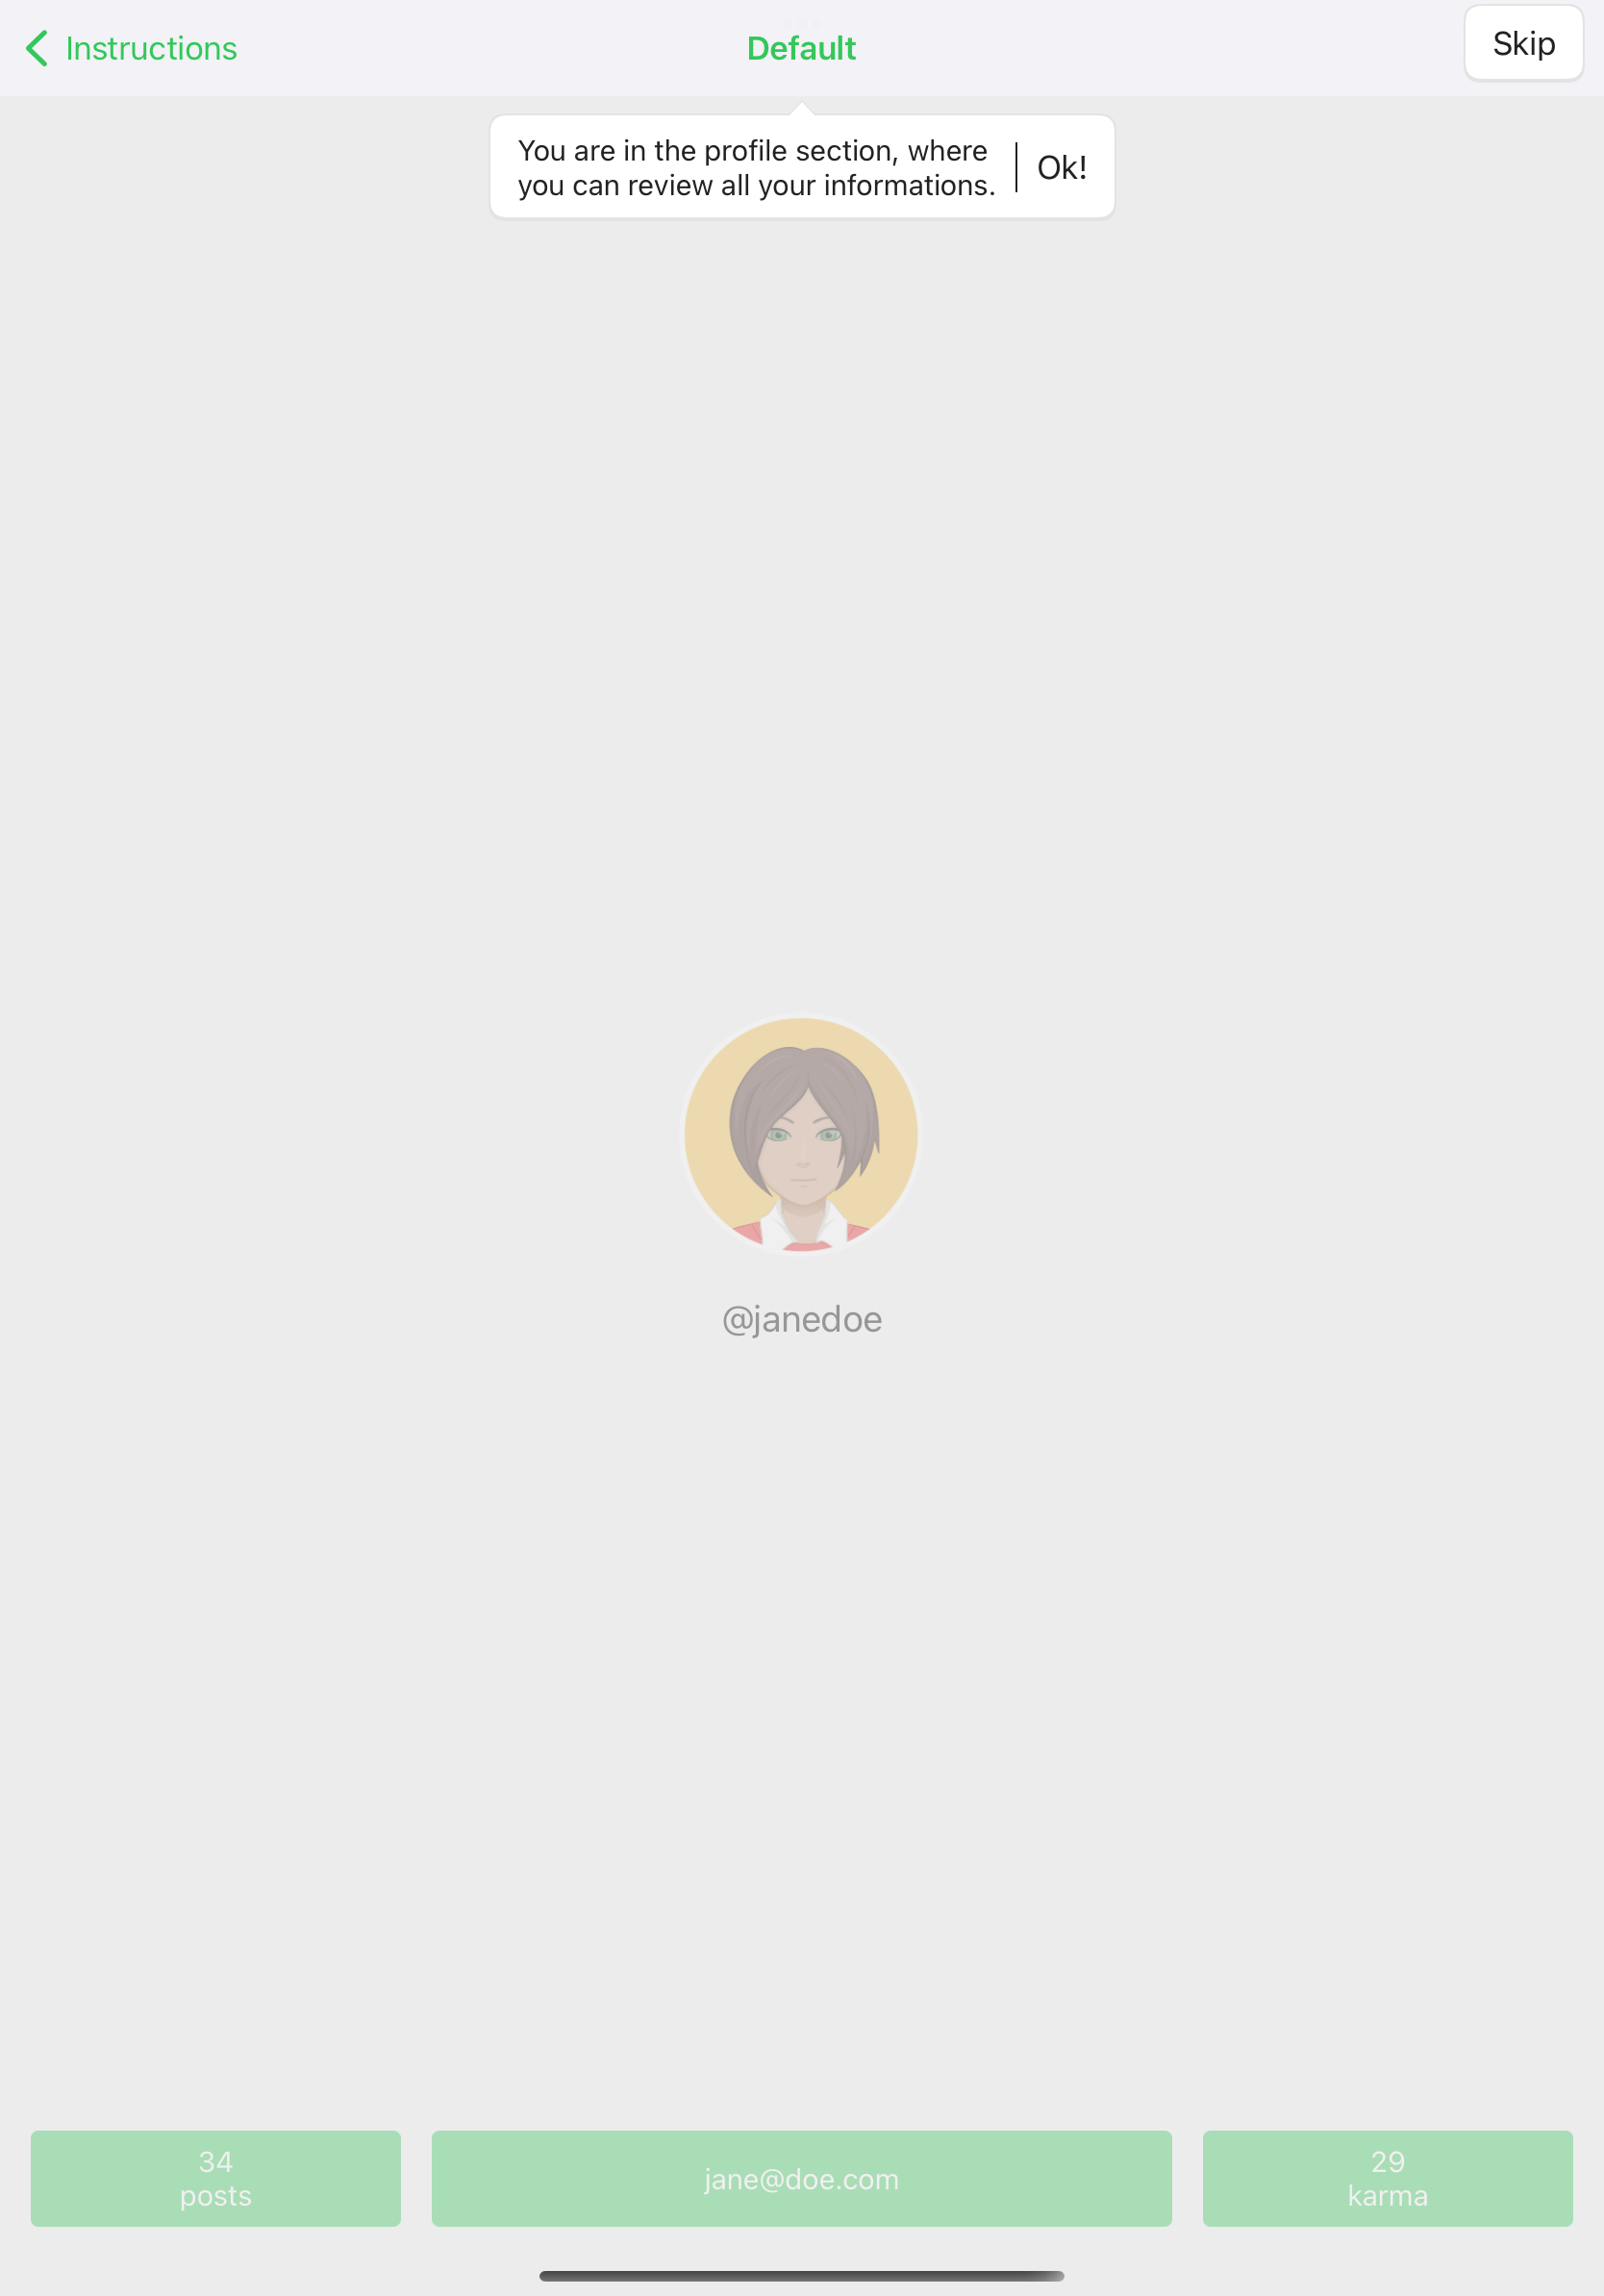 Instructions
Default
Skip
You are in the profile section, where
you can review all your informations.
Ok!
@janedoe
34
posts
jane@doe.com
29
karma